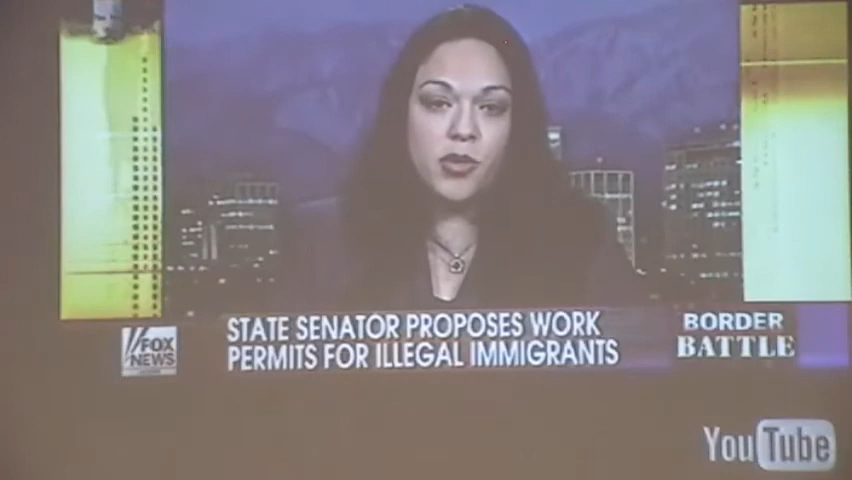 STATE SENATOR PROPOSES WORK
PERMITS FOR ILLEGAL IMMIGRANTS
FOX
NEWS
BORDER
BATTLE
YouTube